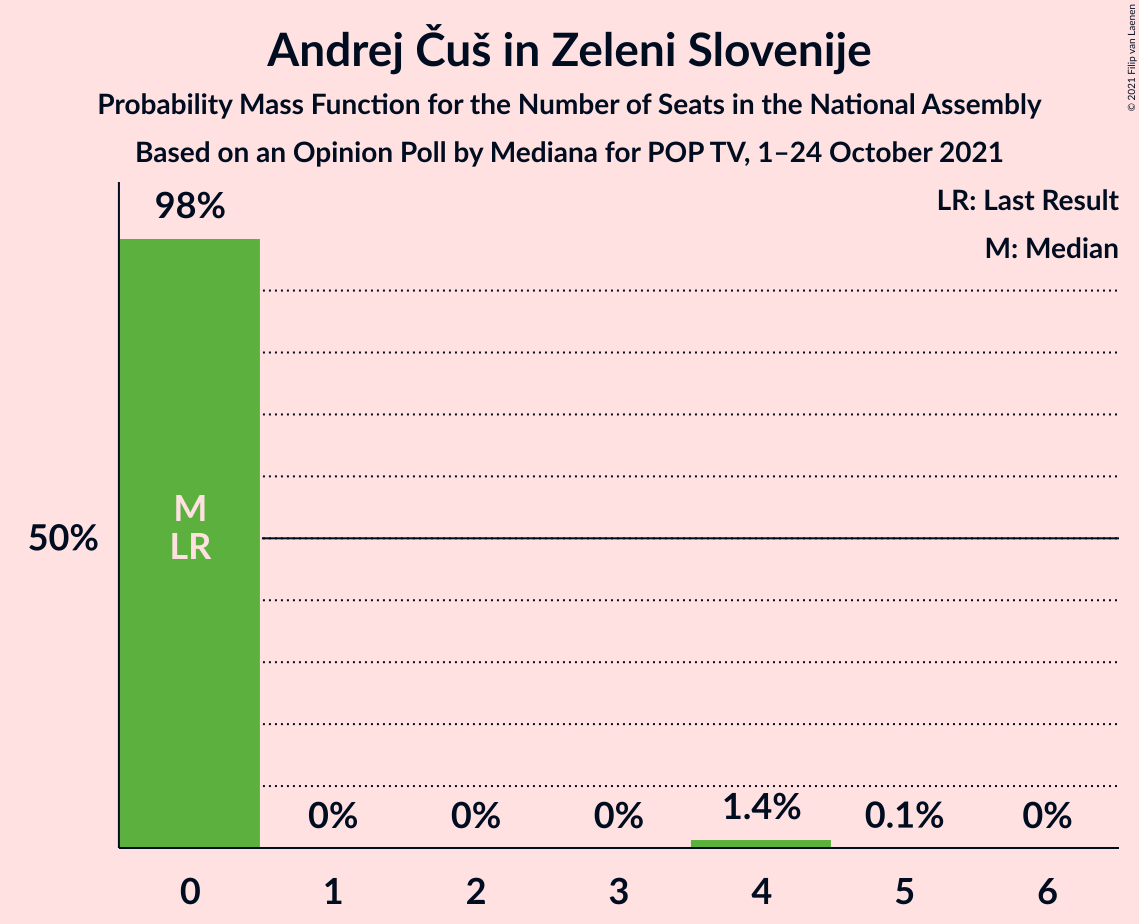 Andrej Čuš in Zeleni Slovenije
Probability Mass Function for the Number of Seats in the National Assembly
Based on an Opinion Poll by Mediana for POP TV, 1–24 October 2021
© 2021 Filip van Laenen
LR: Last Result
M: Median
98%
M
LR
50%
0%
0%
0%
1.4%
0.1%
0%
0
1
2
3
4
5
6